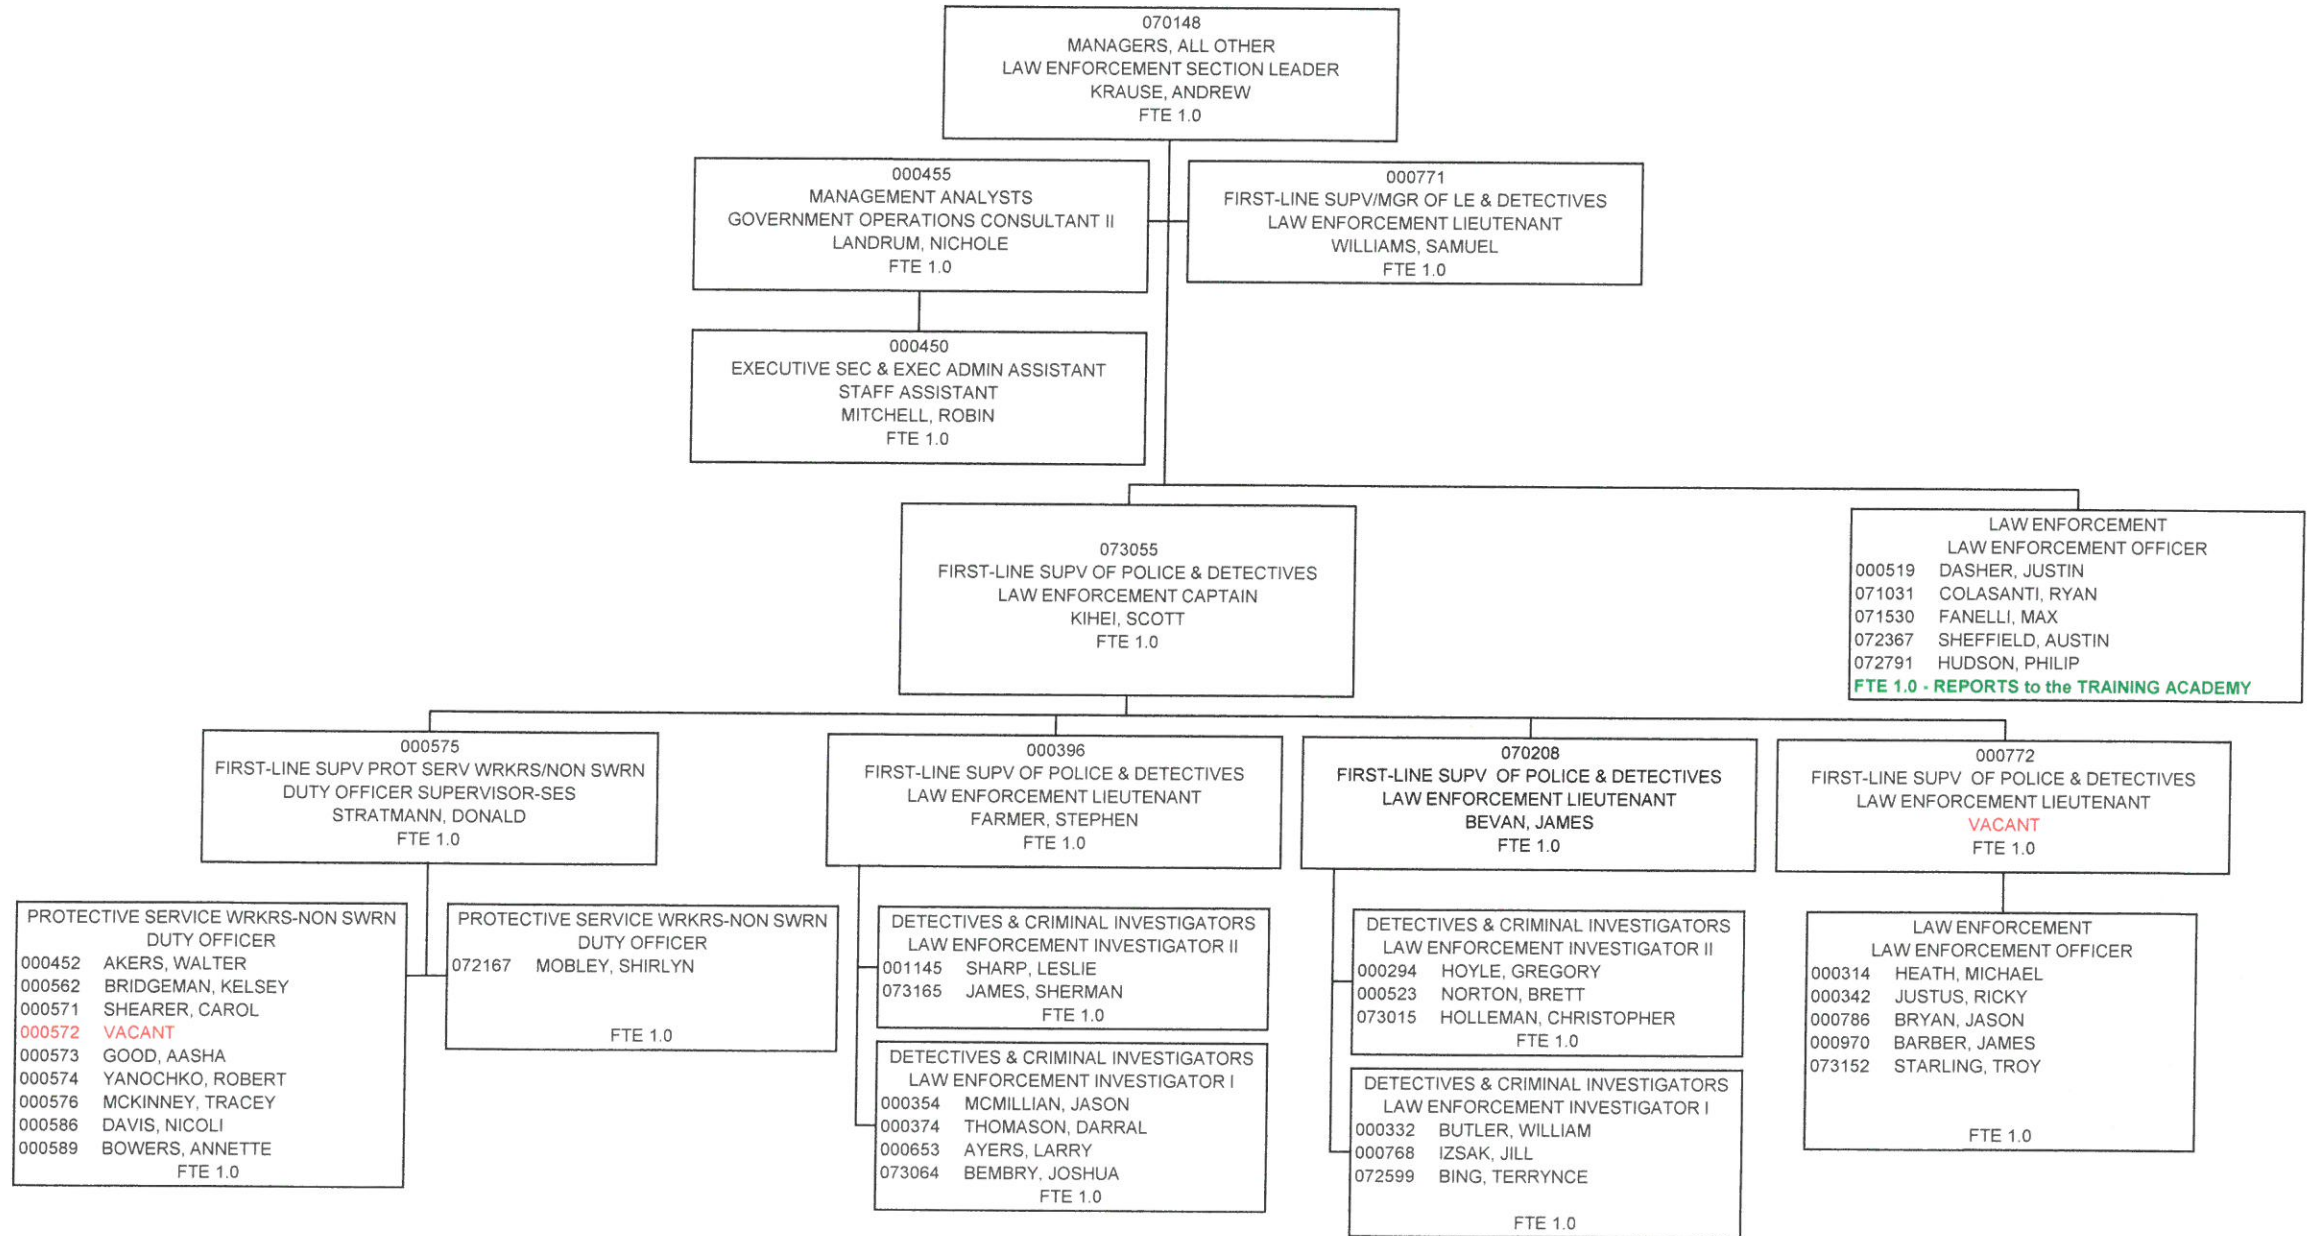 070148
MANAGERS, ALL OTHER
LAW ENFORCEMENT SECTION LEADER
KRAUSE, ANDREW
FTE 1.0
000455
MANAGEMENT ANALYSTS
GOVERNMENT OPERATIONS CONSULTANT II
LANDRUM, NICHOLE
FTE 1.0
000771
FIRST-LINE SUPV/MGR OF LE & DETECTIVES
LAW ENFORCEMENT LIEUTENANT
WILLIAMS, SAMUEL
FTE 1.0
000450
EXECUTIVE SEC & EXEC ADMIN ASSISTANT
STAFF ASSISTANT
MITCHELL, ROBIN
FTE 1.0
073055
FIRST-LINE SUPV OF POLICE & DETECTIVES
LAW ENFORCEMENT CAPTAIN
KIHEI, SCOTT
FTE 1.0
LAW ENFORCEMENT
LAW ENFORCEMENT OFFICER
000519 DASHER, JUSTIN
071031 COLASANTI, RYAN
071530 FANELLI, MAX
072367 SHEFFIELD, AUSTIN
072791 HUDSON, PHILIP
FTE 1.0 - REPORTS to the TRAINING ACADEMY
000575
FIRST-LINE SUPV PROT SERV WRKRS/NON SWRN
DUTY OFFICER SUPERVISOR-SES
STRATMANN, DONALD
FTE 1.0
000396
FIRST-LINE SUPV OF POLICE & DETECTIVES
LAW ENFORCEMENT LIEUTENANT
FARMER, STEPHEN
FTE 1.0
070208
FIRST-LINE SUPV OF POLICE & DETECTIVES
LAW ENFORCEMENT LIEUTENANT
BEVAN, JAMES
FTE 1.0
000772
FIRST-LINE SUPV OF POLICE & DETECTIVES
LAW ENFORCEMENT LIEUTENANT
VACANT
FTE 1.0
PROTECTIVE SERVICE WRKRS-NON SWRN
DUTY OFFICER
000452 AKERS, WALTER
000562 BRIDGEMAN, KELSEY
000571 SHEARER, CAROL
000572 VACANT
000573 GOOD, AASHA
000574 YANOCHKO, ROBERT
000576 MCKINNEY, TRACEY
000586 DAVIS, NICOLI
000589 BOWERS, ANNETTE
FTE 1.0
PROTECTIVE SERVICE WRKRS-NON SWRN
DUTY OFFICER
072167 MOBLEY, SHIRLYN
FTE 1.0
DETECTIVES & CRIMINAL INVESTIGATORS
LAW ENFORCEMENT INVESTIGATOR II
001145 SHARP, LESLIE
073165 JAMES, SHERMAN
FTE 1.0
DETECTIVES & CRIMINAL INVESTIGATORS
LAW ENFORCEMENT INVESTIGATOR I
000354 MCMILLIAN, JASON
000374 THOMASON, DARRAL
000653 AYERS, LARRY
073064 BEMBRY, JOSHUA
FTE 1.0
DETECTIVES & CRIMINAL INVESTIGATORS
LAW ENFORCEMENT INVESTIGATOR II
000294 HOYLE, GREGORY
000523 NORTON, BRETT
073015 HOLLEMAN, CHRISTOPHER
FTE 1.0
DETECTIVES & CRIMINAL INVESTIGATORS
LAW ENFORCEMENT INVESTIGATOR I
000332 BUTLER, WILLIAM
000768 IZSAK, JILL
072599 BING, TERRYNCE
FTE 1.0
LAW ENFORCEMENT
LAW ENFORCEMENT OFFICER
000314 HEATH, MICHAEL
000342 JUSTUS, RICKY
000786 BRYAN, JASON
000970 BARBER, JAMES
073152 STARLING, TROY
FTE 1.0